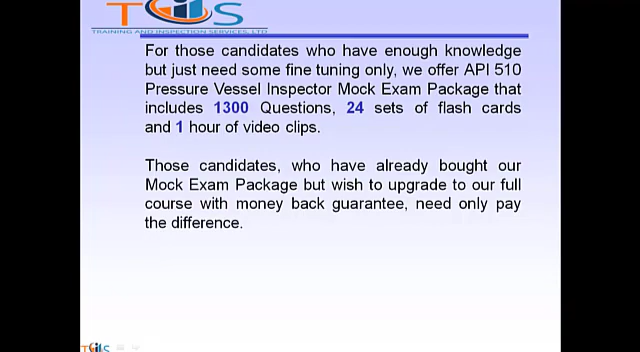 TiiS
TRAINING AND INSPECTION SERVICES, LTD
For those candidates who have enough knowledge
but just need some fine tuning only, we offer API 510
Pressure Vessel Inspector Mock Exam Package that
includes 1300 Questions, 24 sets of flash cards
and 1 hour of video clips.
Those candidates, who have already bought our
Mock Exam Package but wish to upgrade to our full
course with money back guarantee, need only pay
the difference.
TiiS